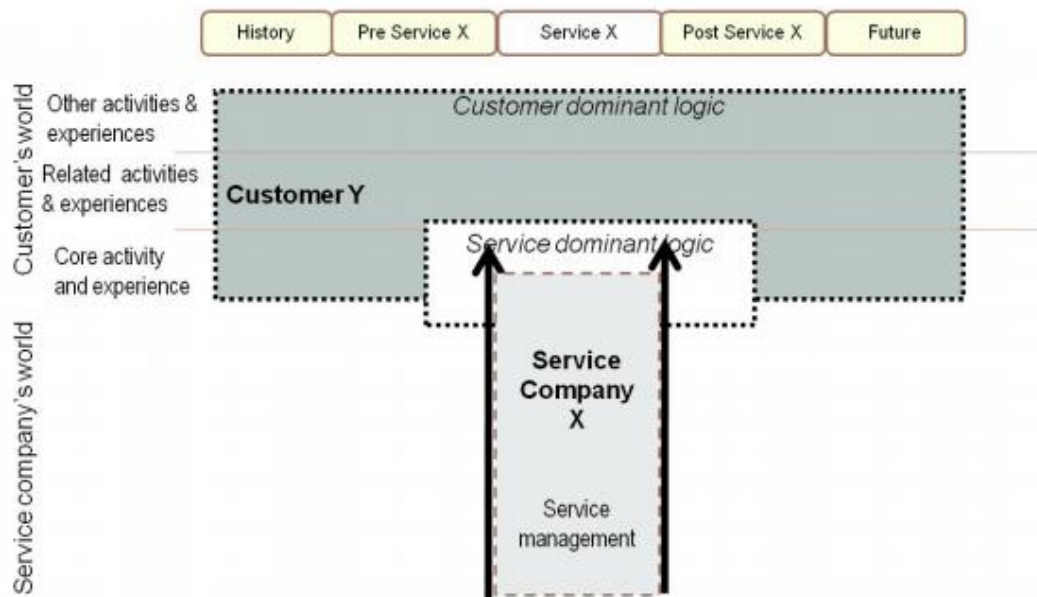 History
Pre Service X
Service X
Post Service X
Future
Customer's world
Other activities &
experiences
Customer dominant logic
Related activities
& experiences
Customer Y
Core activity
and experience
Service dominant logic
Service company's world
Service
Company
X
Service
management